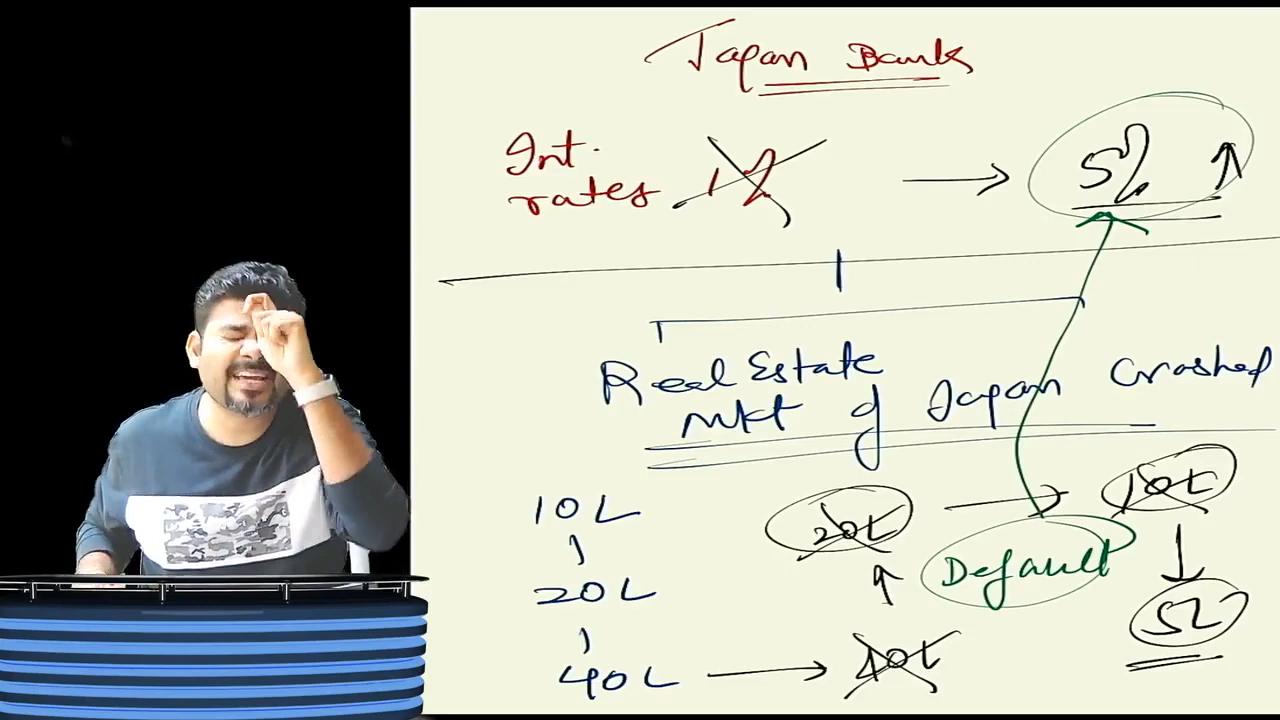 Japan Bank
Int.
rates 1% → 5% ↑
Real Estate
Mkt of Japan Crashed
10L
20L
40L → 40L
20L → 10L
Default
5L